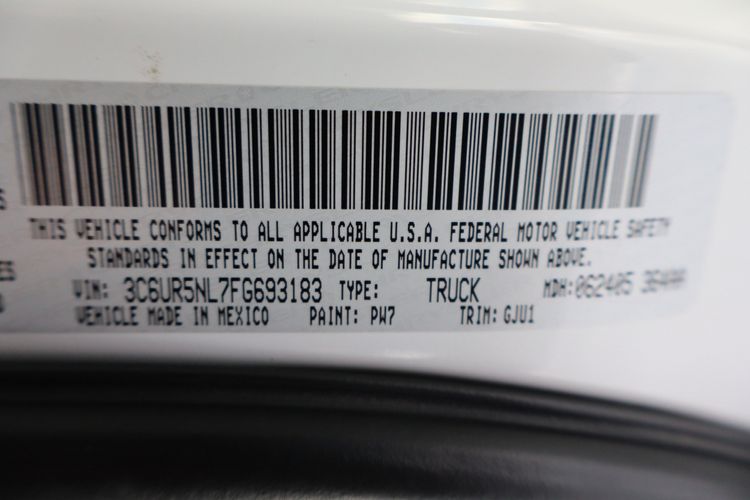 THIS VEHICLE CONFORMS TO ALL APPLICABLE U.S.A. FEDERAL MOTOR VEHICLE SAFETY
STANDARDS IN EFFECT ON THE DATE OF MANUFACTURE SHOWN ABOVE.
VIN: 3C6UR5NL7FG693183 TYPE: TRUCK MDH: 062405
VEHICLE MADE IN MEXICO PAINT: PW7 TRIM: GJU1